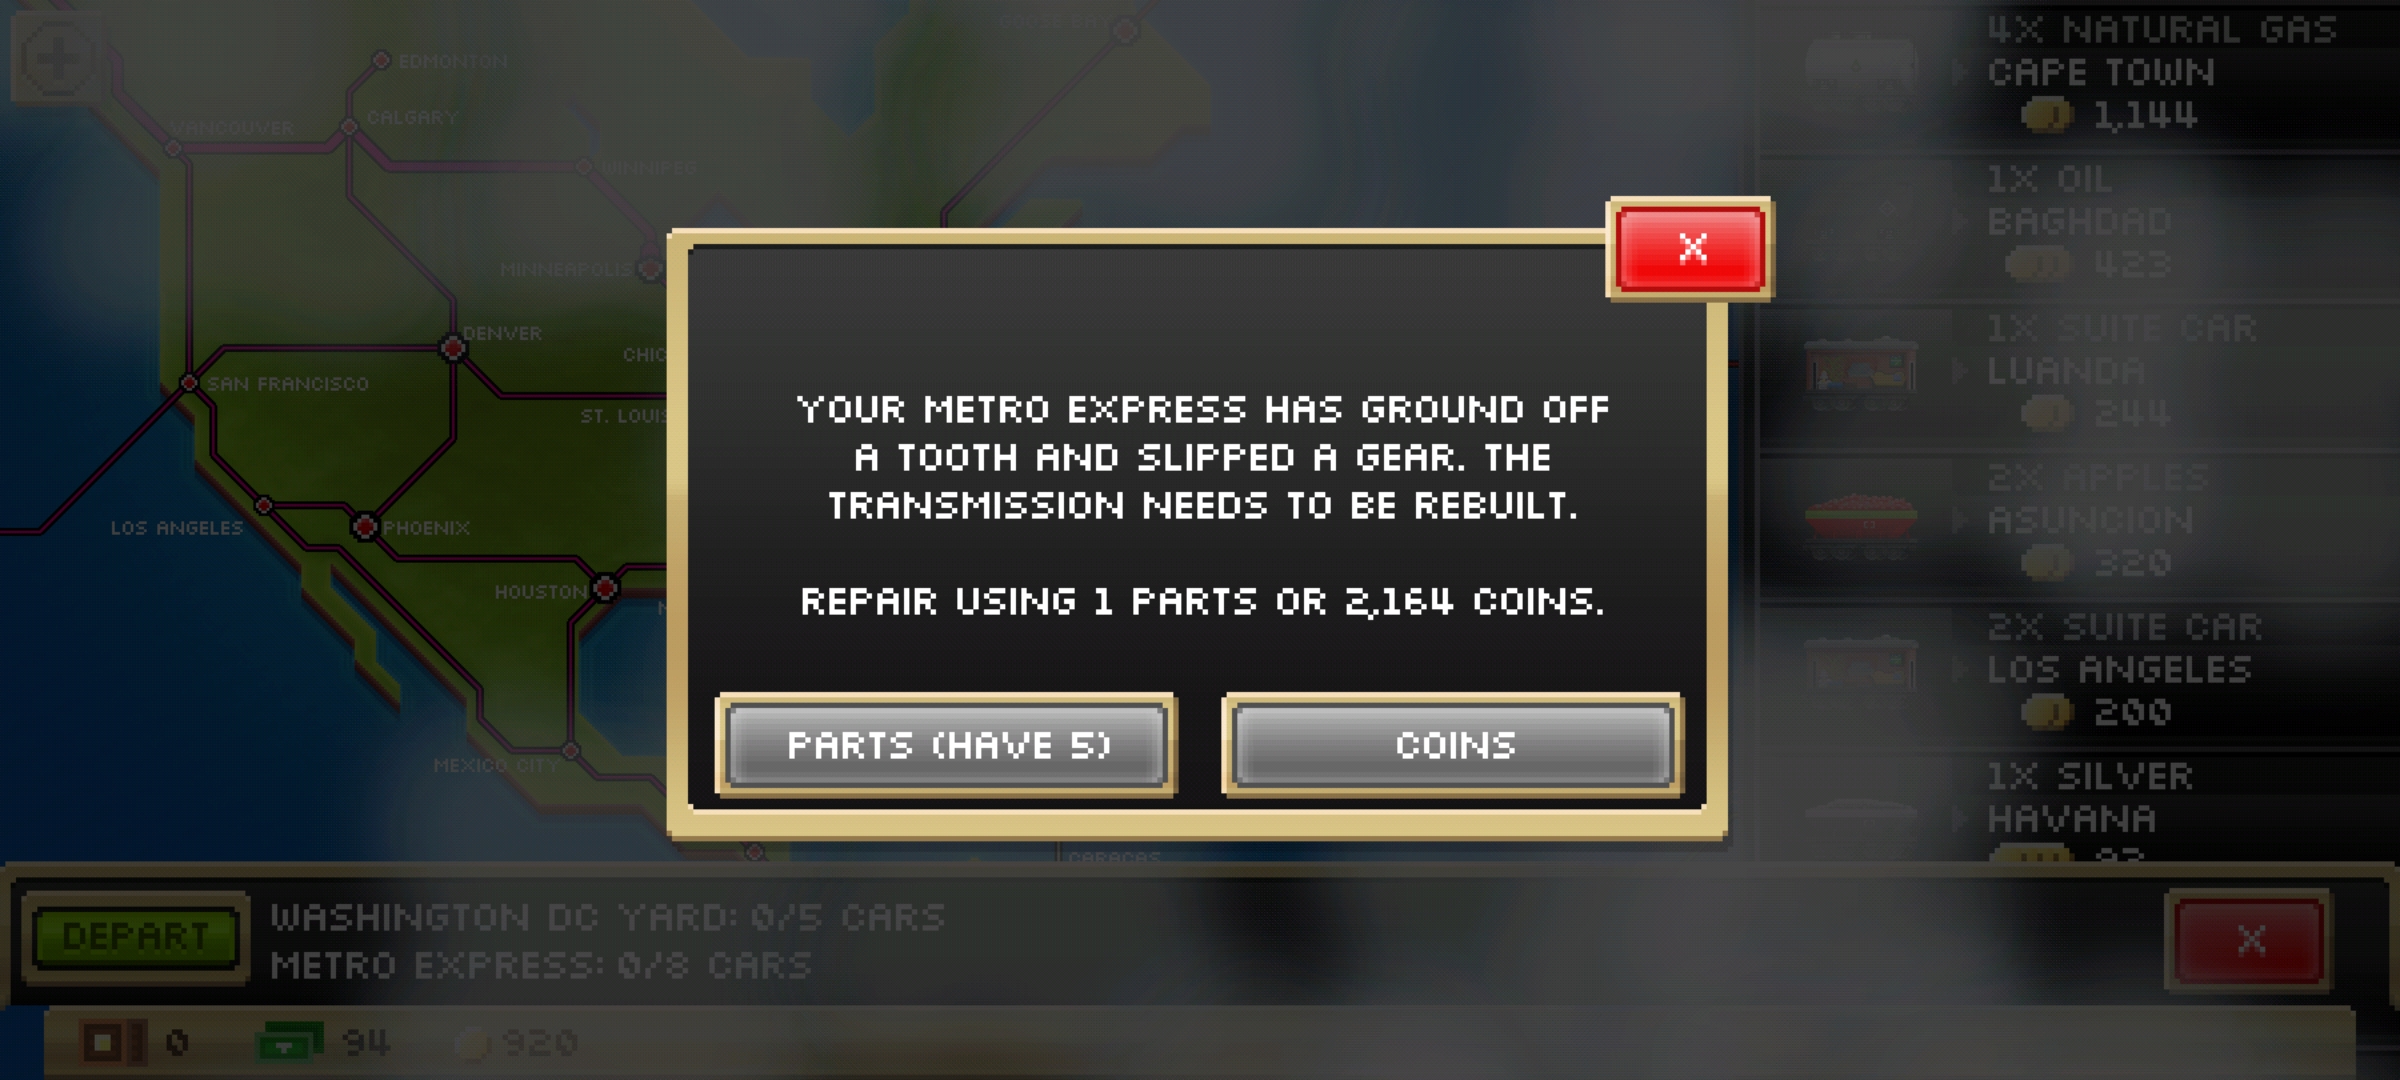 GOOSE BAY
EDMONTON
CALGARY
VANCOUVER
WINNIPEG
MINNEAPOLIS
DENVER
CHIC
SAN FRANCISCO
ST. LOUIS
LOS ANGELES
PHOENIX
HOUSTON
MEXICO CITY
CARACAS
4X NATURAL GAS
CAPE TOWN
1,144
1X OIL
BAGHDAD
423
1X SUITE CAR
LUANDA
244
2X APPLES
ASUNCION
320
2X SUITE CAR
LOS ANGELES
200
1X SILVER
HAVANA
X
YOUR METRO EXPRESS HAS GROUND OFF
A TOOTH AND SLIPPED A GEAR. THE
TRANSMISSION NEEDS TO BE REBUILT.
REPAIR USING 1 PARTS OR 2,164 COINS.
PARTS (HAVE 5)
COINS
DEPART
WASHINGTON DC YARD: 0/5 CARS
METRO EXPRESS: 0/8 CARS
X
0
94
920